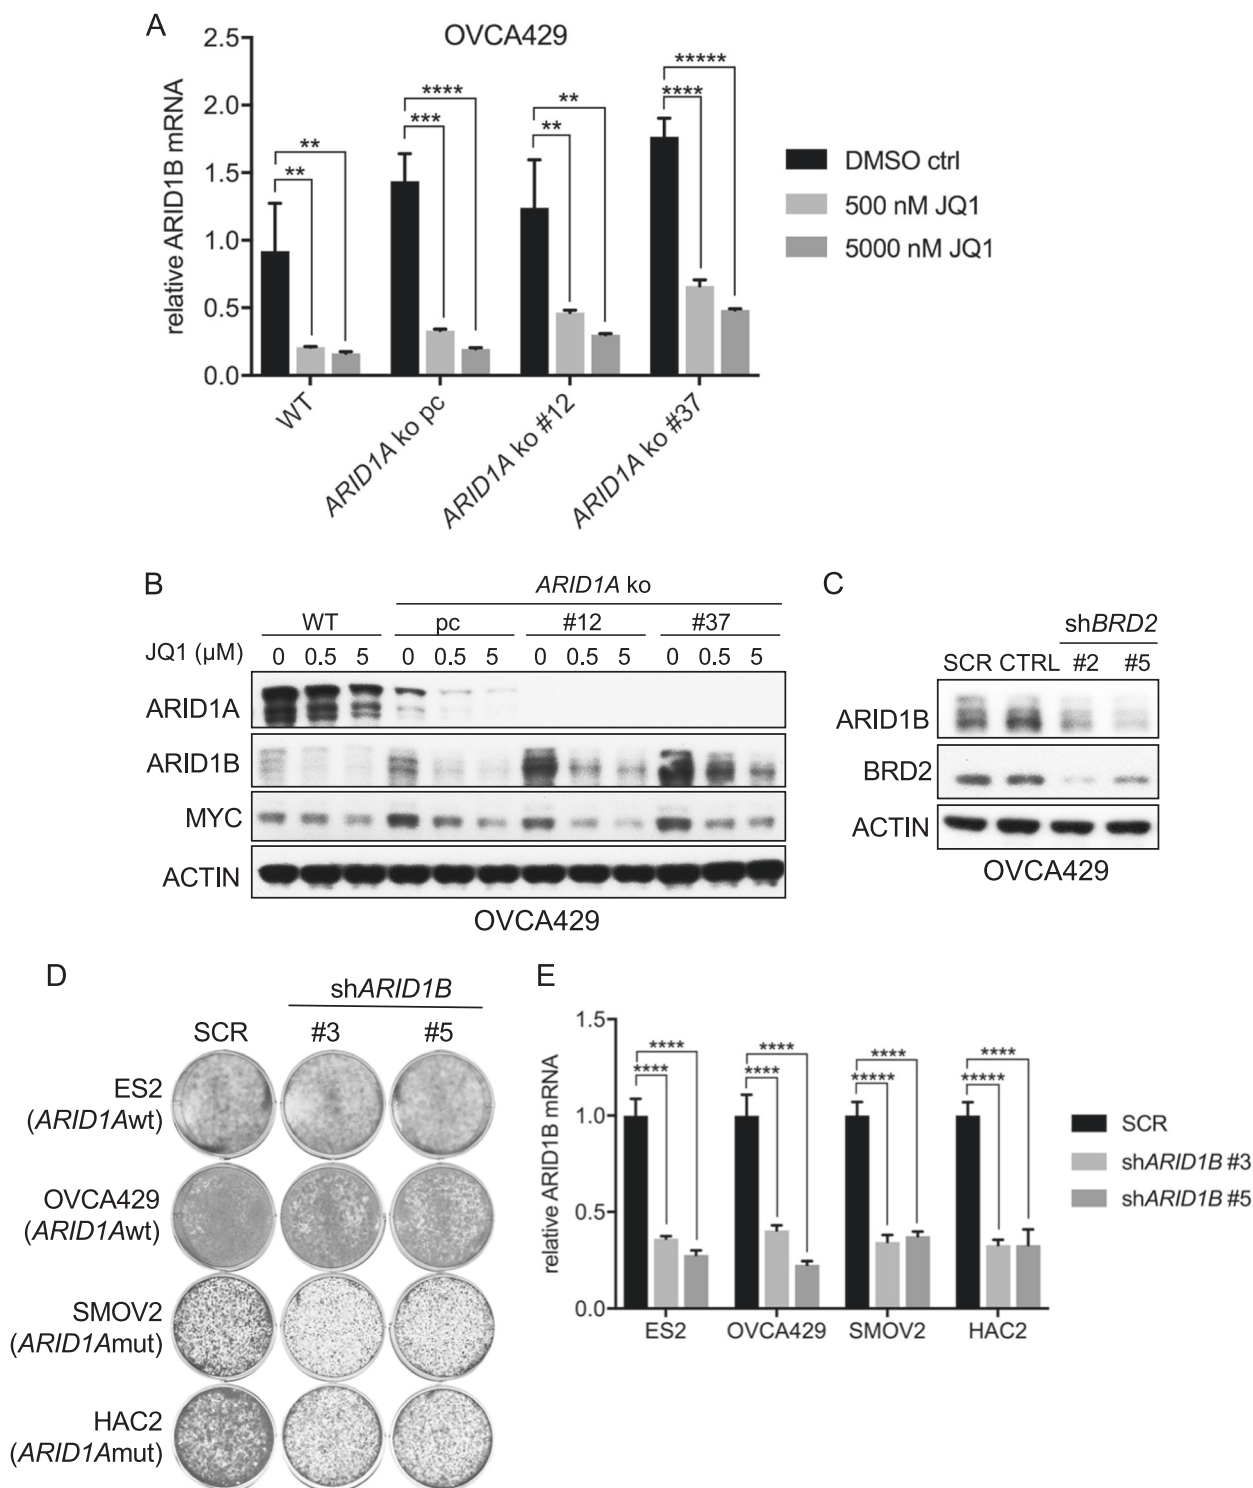 A
OVCA429
relative ARID1B mRNA
2.5
2.0
1.5
1.0
0.5
0.0
**
**
****
***
**
**
*****
****
DMSO ctrl
500 nM JQ1
5000 nM JQ1
WT
ARID1A ko pc
ARID1A ko #12
ARID1A ko #37
B
ARID1A ko
WT pc #12 #37
JQ1 (µM) 0 0.5 5 0 0.5 5 0 0.5 5 0 0.5 5
ARID1A
ARID1B
MYC
ACTIN
OVCA429
C
shBRD2
SCR CTRL #2 #5
ARID1B
BRD2
ACTIN
OVCA429
D
shARID1B
SCR #3 #5
ES2
(ARID1Awt)
OVCA429
(ARID1Awt)
SMOV2
(ARID1Amut)
HAC2
(ARID1Amut)
E
relative ARID1B mRNA
1.5
1.0
0.5
0.0
****
****
****
****
****
*****
****
*****
SCR
shARID1B #3
shARID1B #5
ES2 OVCA429 SMOV2 HAC2